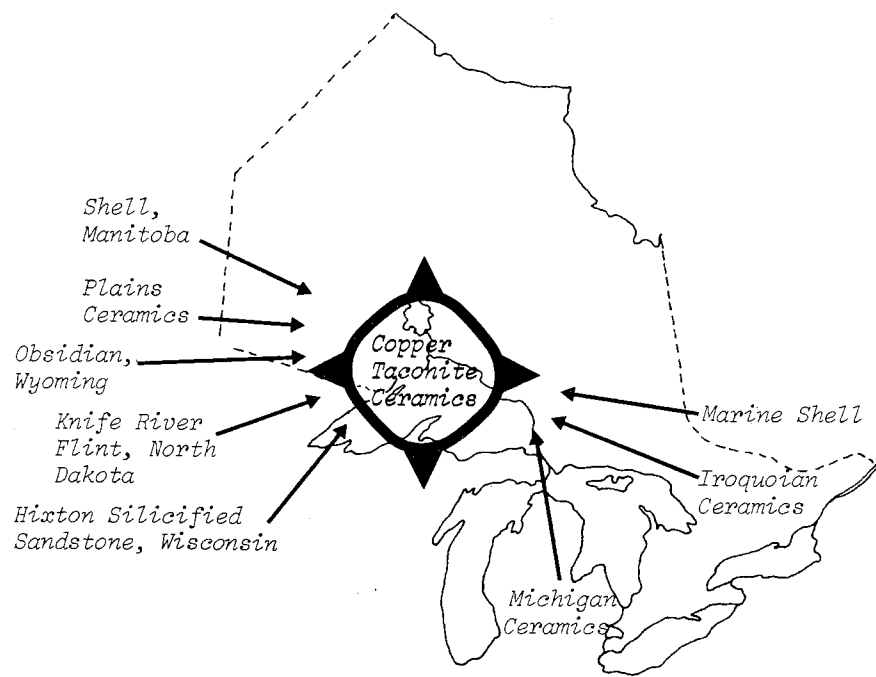 Shell,
Manitoba
Plains
Ceramics
Obsidian,
Wyoming
Knife River
Flint, North
Dakota
Hixton Silicified
Sandstone, Wisconsin
Copper
Taconite
Ceramics
Marine Shell
Iroquoian
Ceramics
Michigan
Ceramics